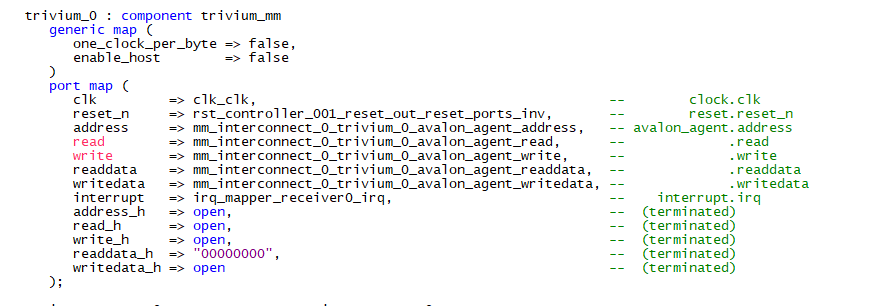 trivium_0 : component trivium_mm
generic map (
one_clock_per_byte => false,
enable_host => false
)
port map (
clk => clk_clk, -- clock.clk
reset_n => rst_controller_001_reset_out_reset_ports_inv, -- reset.reset_n
address => mm_interconnect_0_trivium_0_avalon_agent_address, -- avalon_agent.address
read => mm_interconnect_0_trivium_0_avalon_agent_read, -- .read
write => mm_interconnect_0_trivium_0_avalon_agent_write, -- .write
readdata => mm_interconnect_0_trivium_0_avalon_agent_readdata, -- .readdata
writedata => mm_interconnect_0_trivium_0_avalon_agent_writedata, -- .writedata
interrupt => irq_mapper_receiver0_irq, -- interrupt.irq
address_h => open, -- (terminated)
read_h => open, -- (terminated)
write_h => open, -- (terminated)
readdata_h => "00000000", -- (terminated)
writedata_h => open -- (terminated)
);